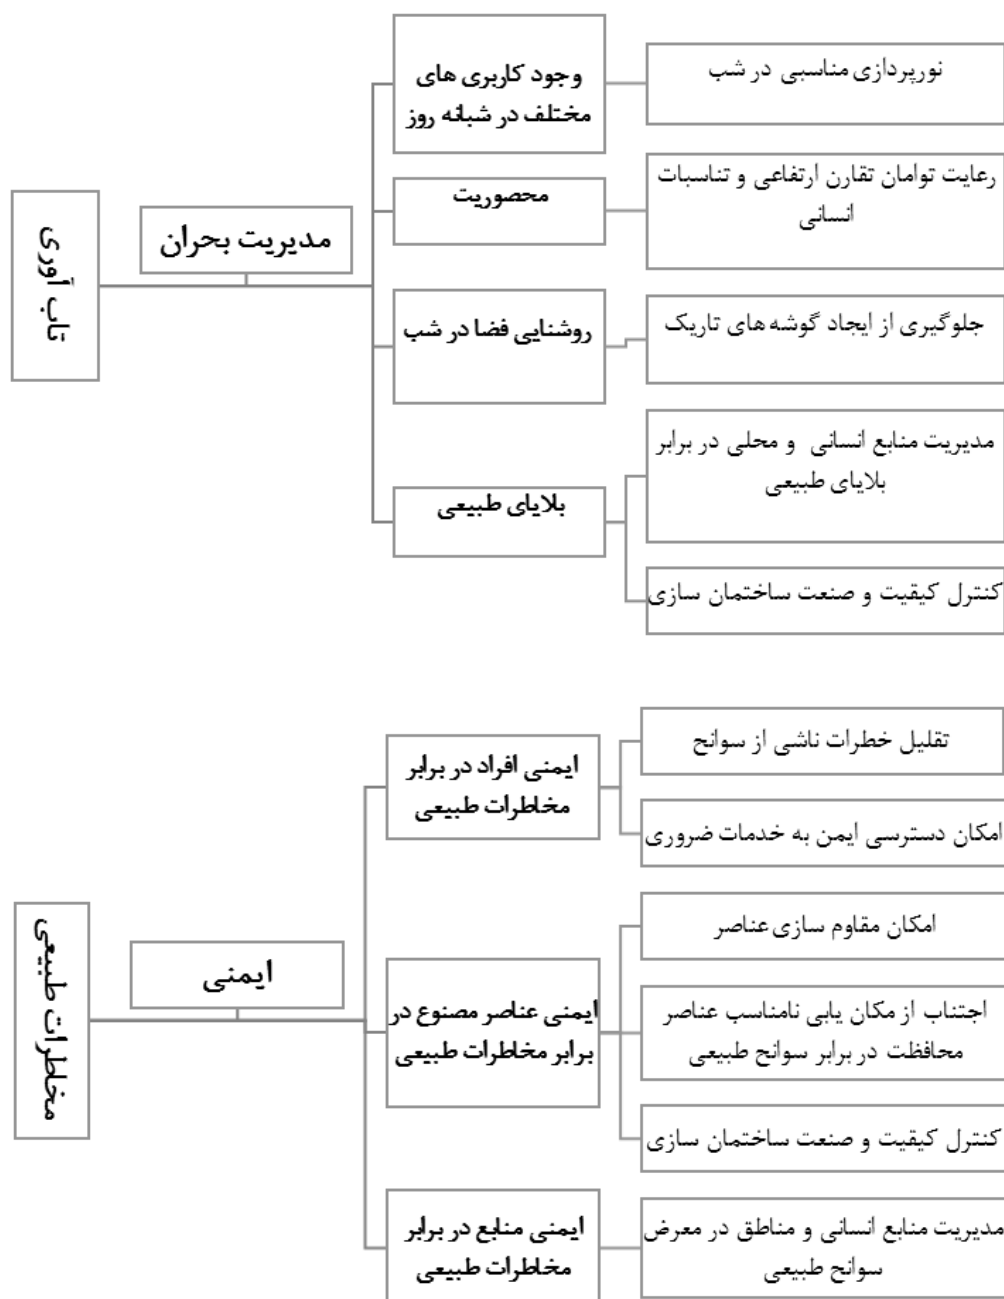 تاب آوری
مدیریت بحران
وجود کاربری های
مختلف در شبانه روز
نورپردازی مناسبی در شب
محصوریت
رعایت توامان تقارن ارتفاعی و تناسبات
انسانی
روشنایی فضا در شب
جلوگیری از ایجاد گوشه های تاریک
بلایای طبیعی
مدیریت منابع انسانی و محلی در برابر
بلایای طبیعی
کنترل کیقیت و صنعت ساختمان سازی
مخاطرات طبیعی
ایمنی
ایمنی افراد در برابر
مخاطرات طبیعی
تقلیل خطرات ناشی از سوانح
امکان دسترسی ایمن به خدمات ضروری
ایمنی عناصر مصنوع در
برابر مخاطرات طبیعی
امکان مقاوم سازی عناصر
اجتناب از مکان یابی نامناسب عناصر
محافظت در برابر سوانح طبیعی
کنترل کیقیت و صنعت ساختمان سازی
ایمنی منابع در برابر
مخاطرات طبیعی
مدیریت منابع انسانی و مناطق در معرض
سوانح طبیعی